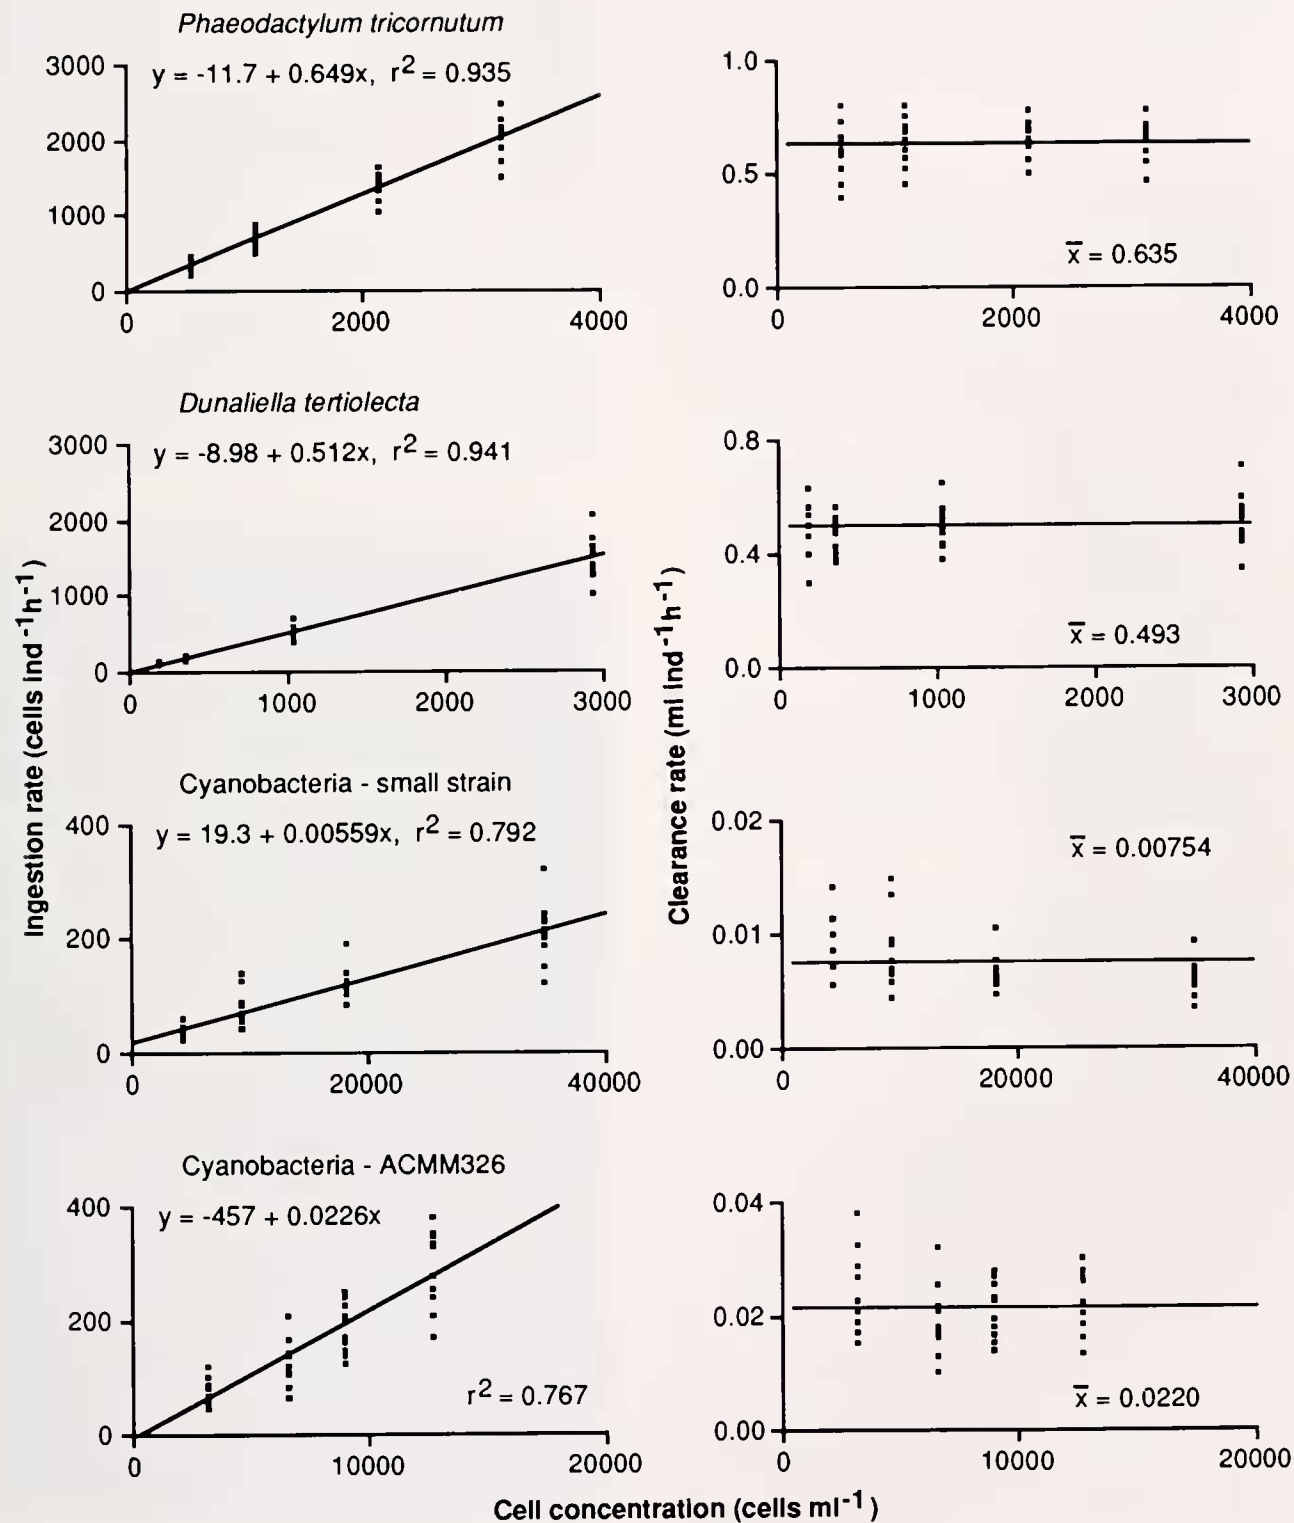 Phaeodactylum tricornutum
y = -11.7 + 0.649x, r² = 0.935
3000
2000
1000
0
0 2000 4000
1.0
0.5
0.0
x̄ = 0.635
0 2000 4000
Dunaliella tertiolecta
y = -8.98 + 0.512x, r² = 0.941
3000
2000
1000
0
0 1000 2000 3000
0.8
0.4
0.0
x̄ = 0.493
0 1000 2000 3000
Ingestion rate (cells ind⁻¹h⁻¹)
Clearance rate (ml ind⁻¹h⁻¹)
Cyanobacteria - small strain
y = 19.3 + 0.00559x, r² = 0.792
400
200
0
0 20000 40000
0.02
x̄ = 0.00754
0.01
0.00
0 20000 40000
Cyanobacteria - ACMM326
y = -457 + 0.0226x
400
200
r² = 0.767
0
0 10000 20000
0.04
0.02
x̄ = 0.0220
0.00
0 10000 20000
Cell concentration (cells ml⁻¹)